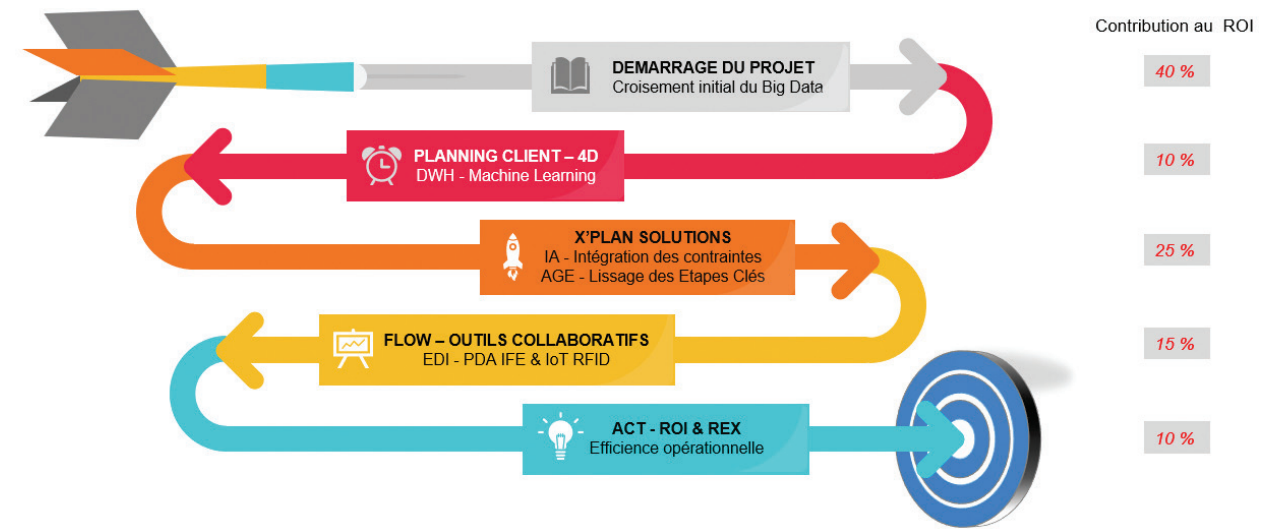 Contribution au ROI
DEMARRAGE DU PROJET
Croisement initial du Big Data
40 %
PLANNING CLIENT – 4D
DWH - Machine Learning
10 %
X'PLAN SOLUTIONS
IA - Intégration des contraintes
AGE - Lissage des Etapes Clés
25 %
FLOW – OUTILS COLLABORATIFS
EDI - PDA IFE & IoT RFID
15 %
ACT - ROI & REX
Efficience opérationnelle
10 %